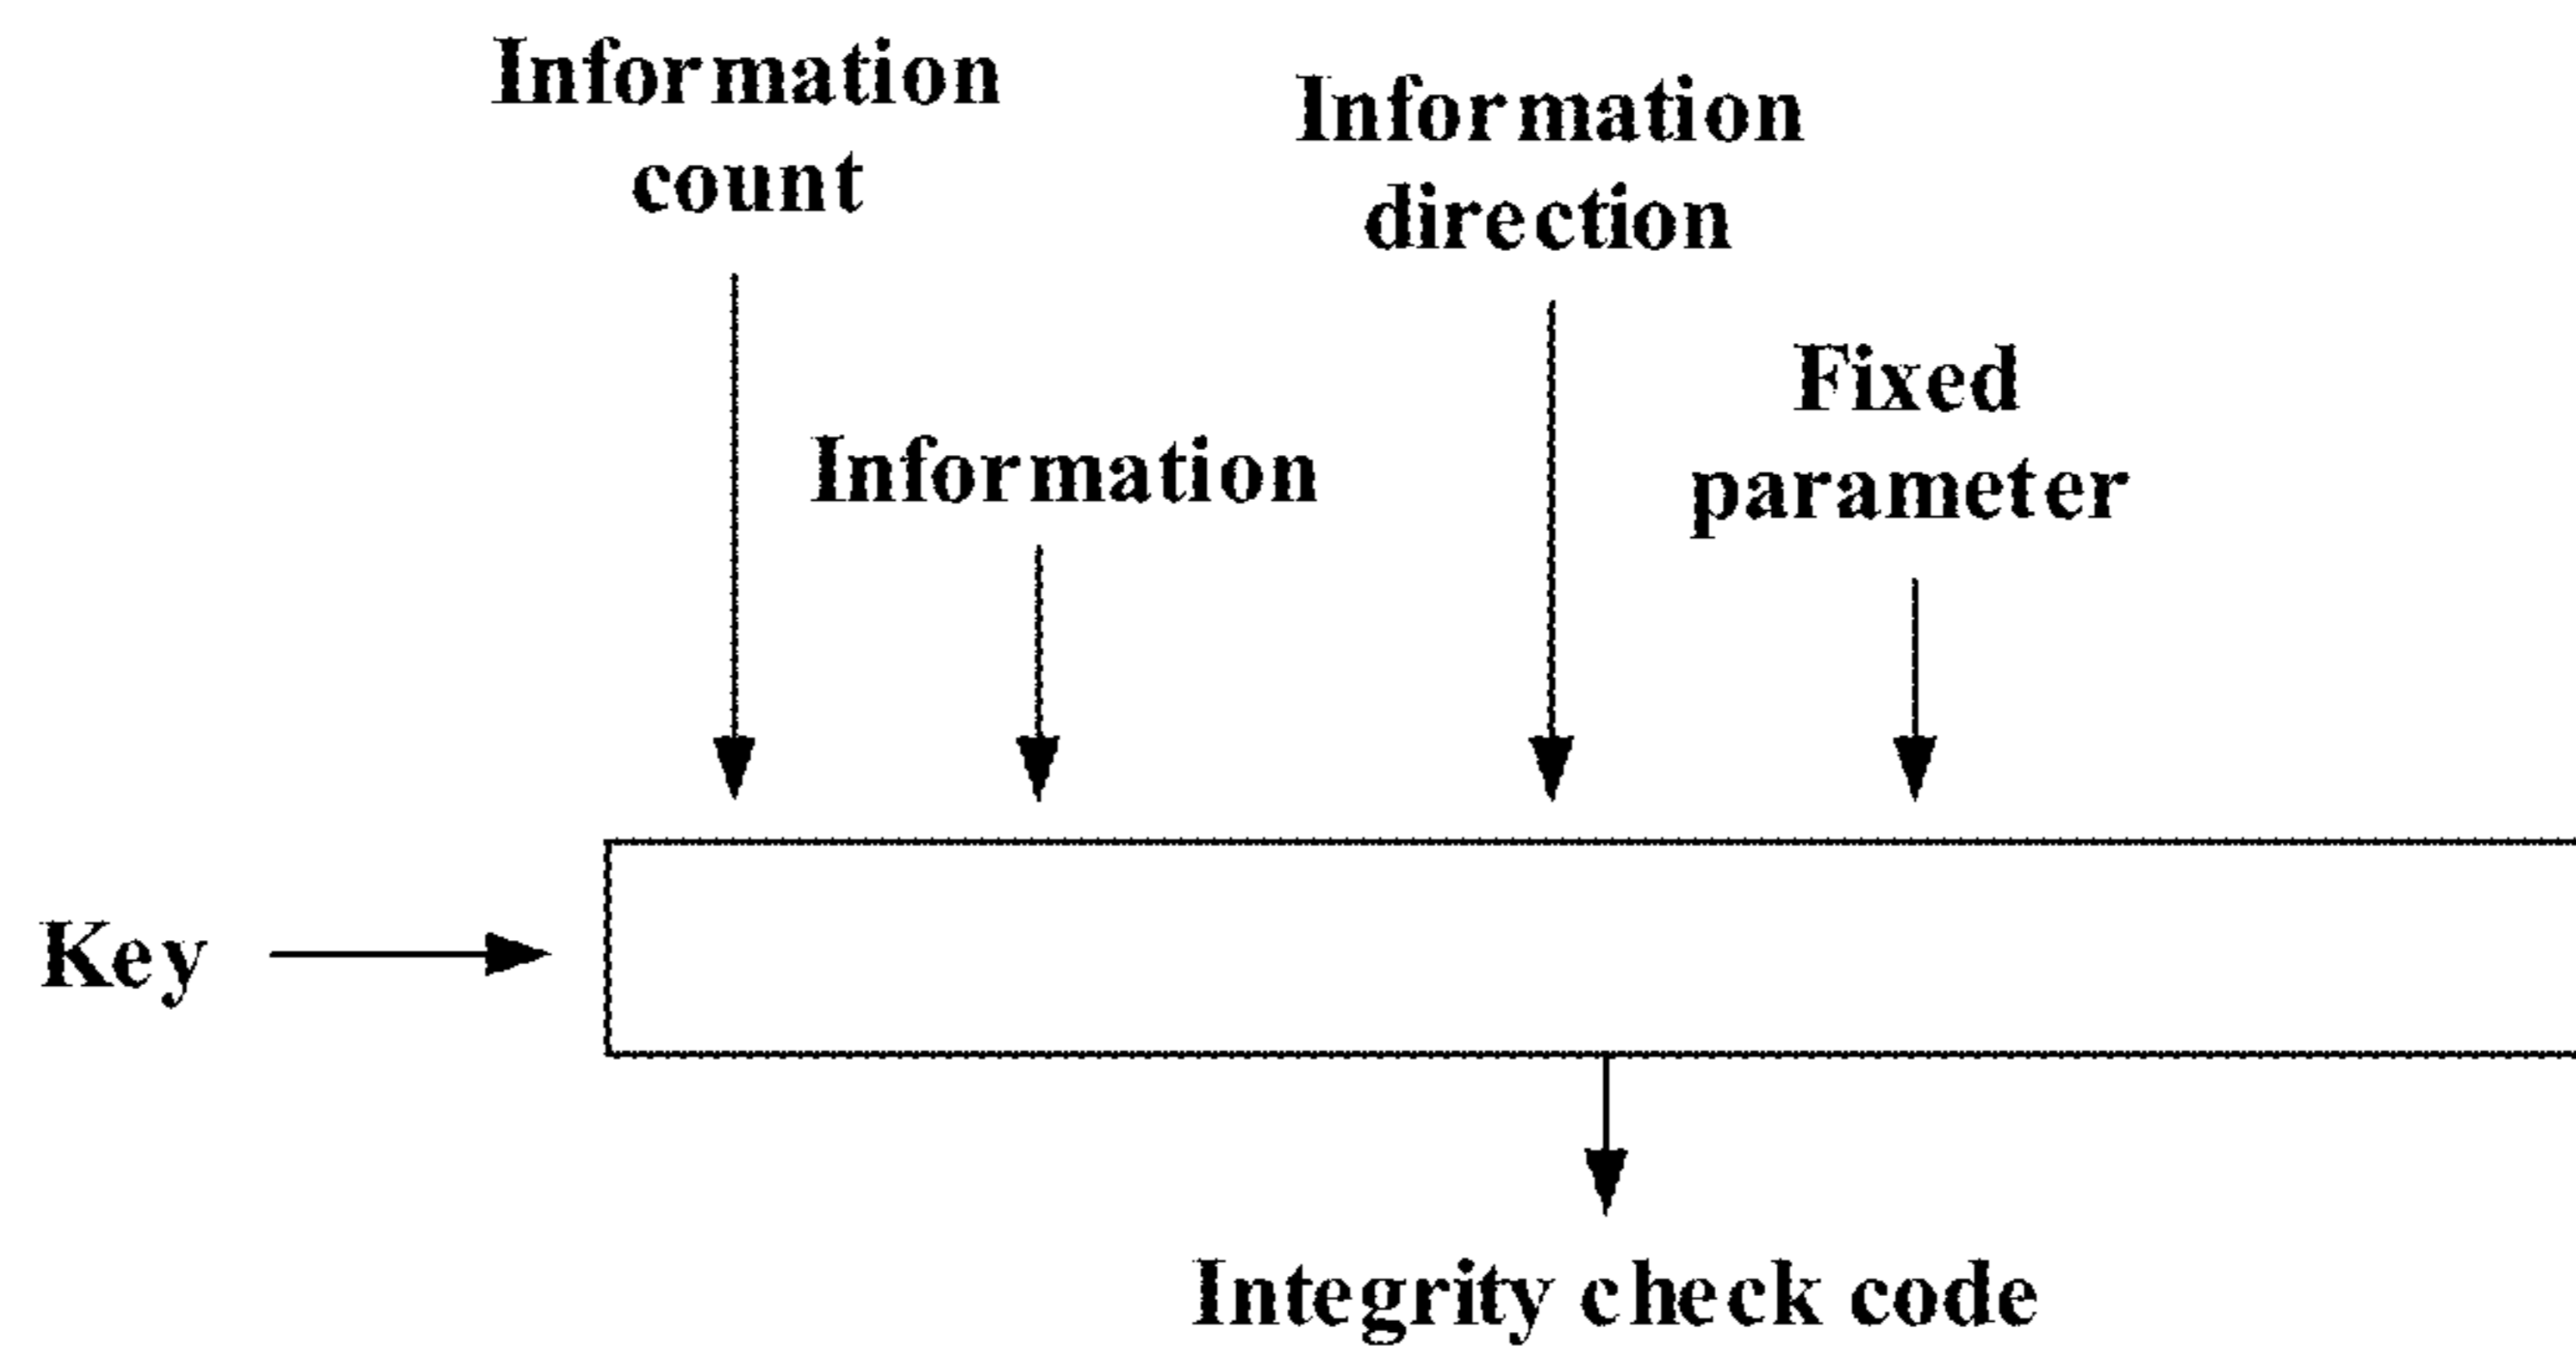 Information
count
Information
direction
Fixed
parameter
Information
Key
Integrity check code